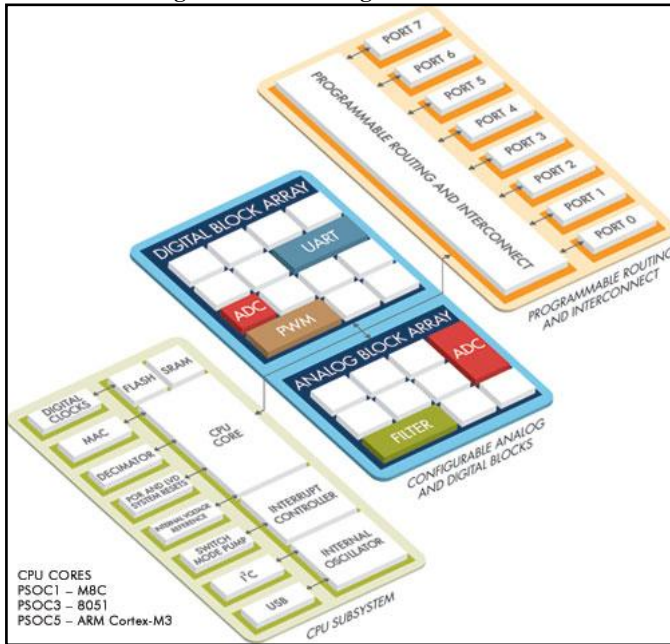 PORT 7
PORT 6
PORT 5
PORT 4
PORT 3
PORT 2
PORT 1
PORT 0
PROGRAMMABLE ROUTING AND INTERCONNECT
PROGRAMMABLE ROUTING
AND INTERCONNECT
DIGITAL BLOCK ARRAY
UART
ADC
PWM
ANALOG BLOCK ARRAY
ADC
FILTER
CONFIGURABLE ANALOG
AND DIGITAL BLOCKS
FLASH
SRAM
CPU
CORE
INTERRUPT
CONTROLLER
INTERNAL
OSCILLATOR
DIGITAL
CLOCKS
MAC
DECIMATOR
POR AND LVD
SYSTEM RESETS
INTERNAL VOLTAGE
REFERENCE
SWITCH
MODE PUMP
I²C
USB
CPU SUBSYSTEM
CPU CORES
PSOC1 – M8C
PSOC3 – 8051
PSOC5 – ARM Cortex-M3